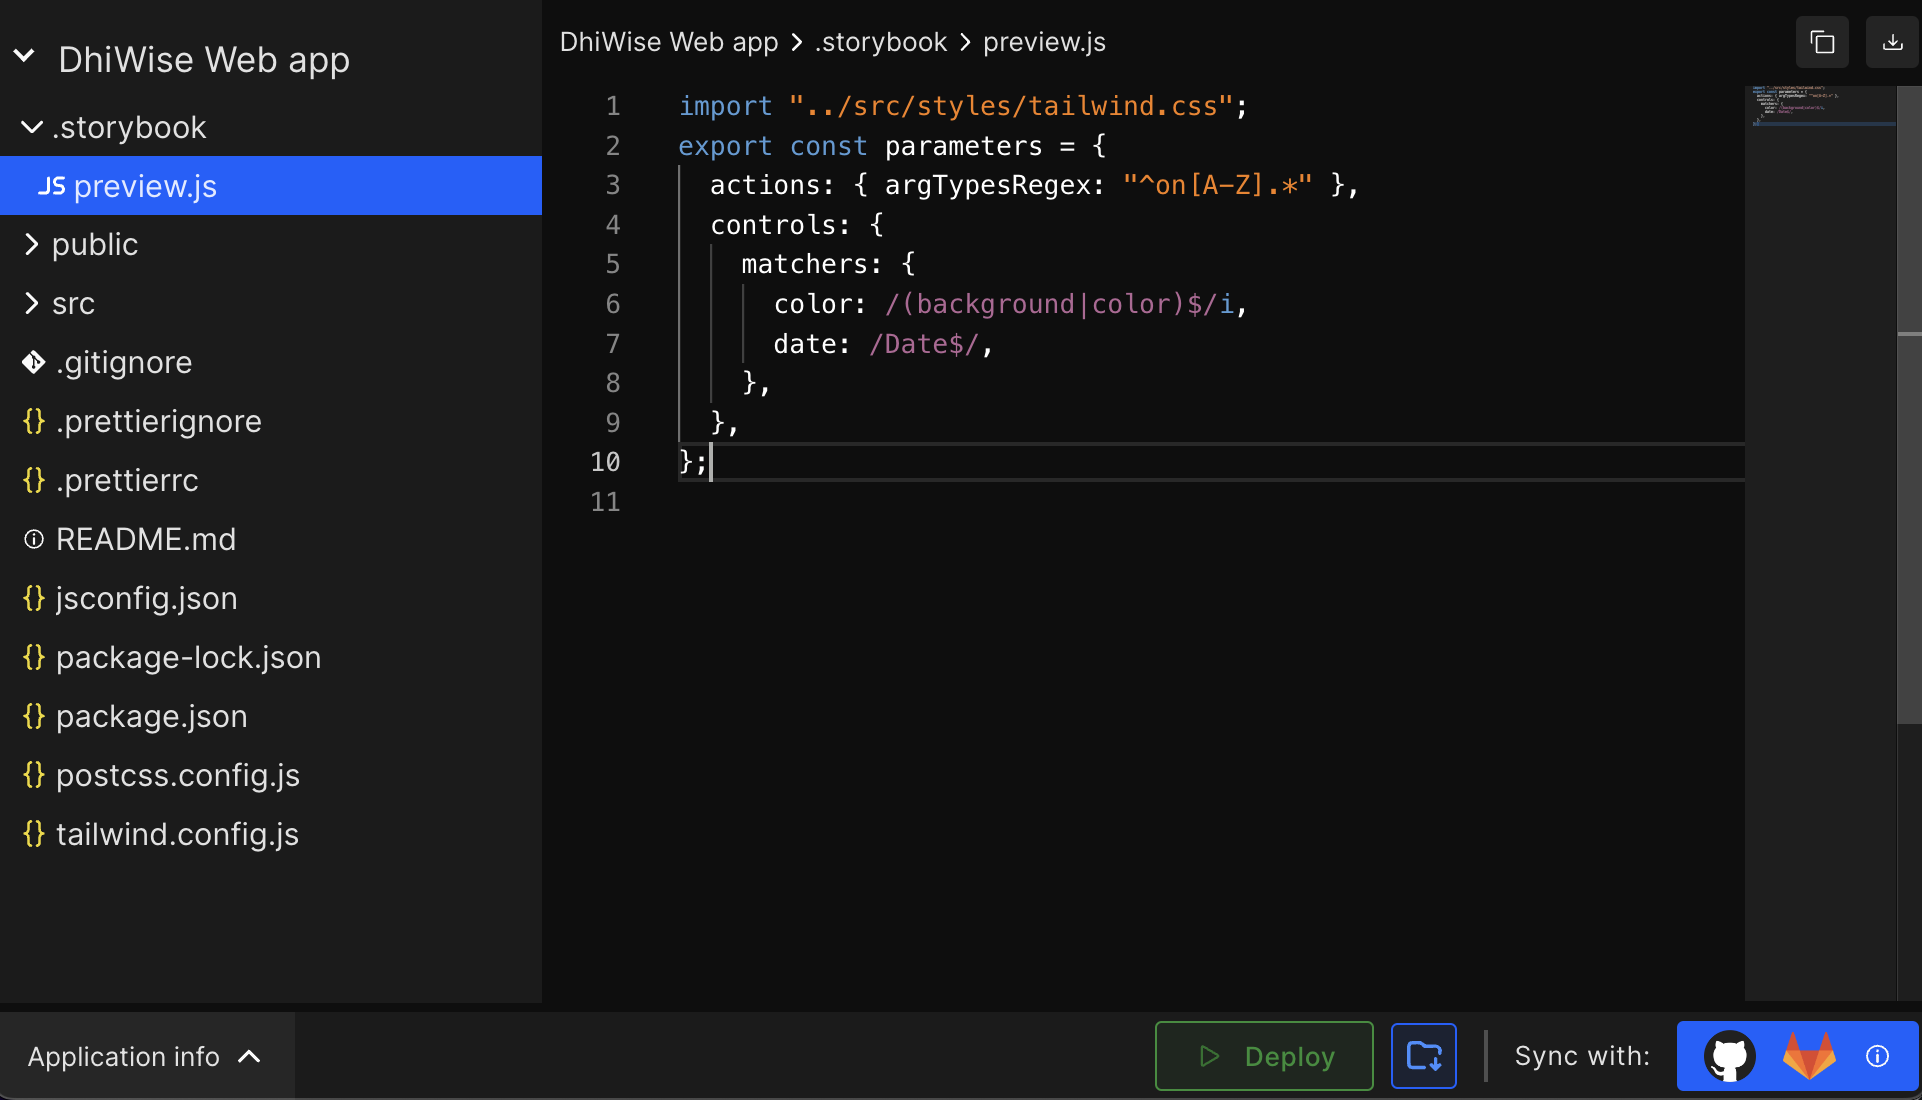 DhiWise Web app
.storybook
JS preview.js
public
src
.gitignore
{} .prettierignore
{} .prettierrc
README.md
{} jsconfig.json
{} package-lock.json
{} package.json
{} postcss.config.js
{} tailwind.config.js
DhiWise Web app > .storybook > preview.js
1 import "../src/styles/tailwind.css";
2 export const parameters = {
3   actions: { argTypesRegex: "^on[A-Z].*" },
4   controls: {
5     matchers: {
6       color: /(background|color)$/i,
7       date: /Date$/,
8     },
9   },
10 };
11
Application info
Deploy
Sync with: